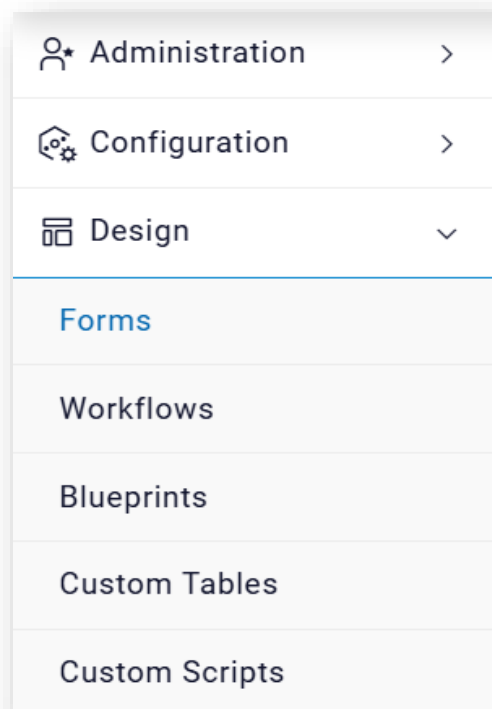 Administration
Configuration
Design
Forms
Workflows
Blueprints
Custom Tables
Custom Scripts